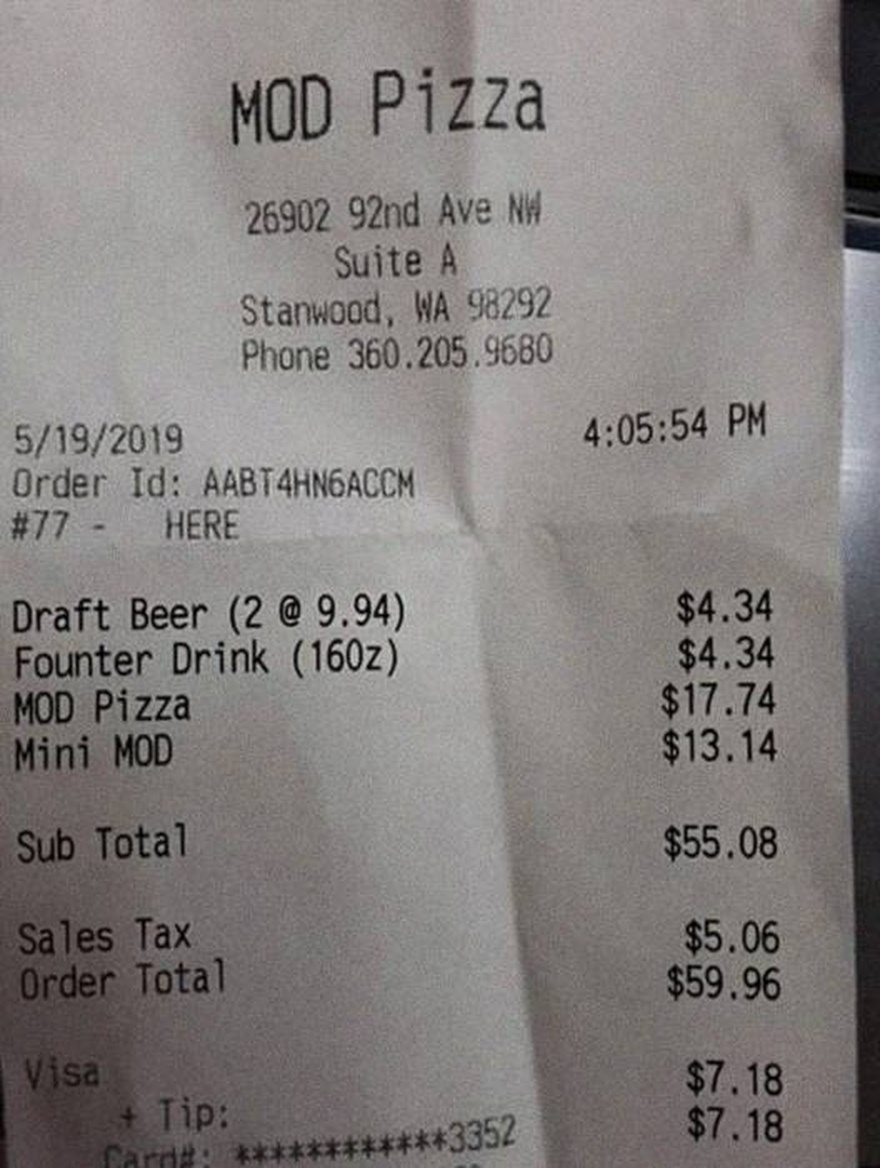 MOD Pizza
26902 92nd Ave NW
Suite A
Stanwood, WA 98292
Phone 360.205.9680
5/19/2019 4:05:54 PM
Order Id: AABT4HN6ACCM
#77 - HERE
Draft Beer (2 @ 9.94) $4.34
Founter Drink (16Oz) $4.34
MOD Pizza $17.74
Mini MOD $13.14
Sub Total $55.08
Sales Tax $5.06
Order Total $59.96
Visa $7.18
+ Tip: $7.18
Card#: ************3352